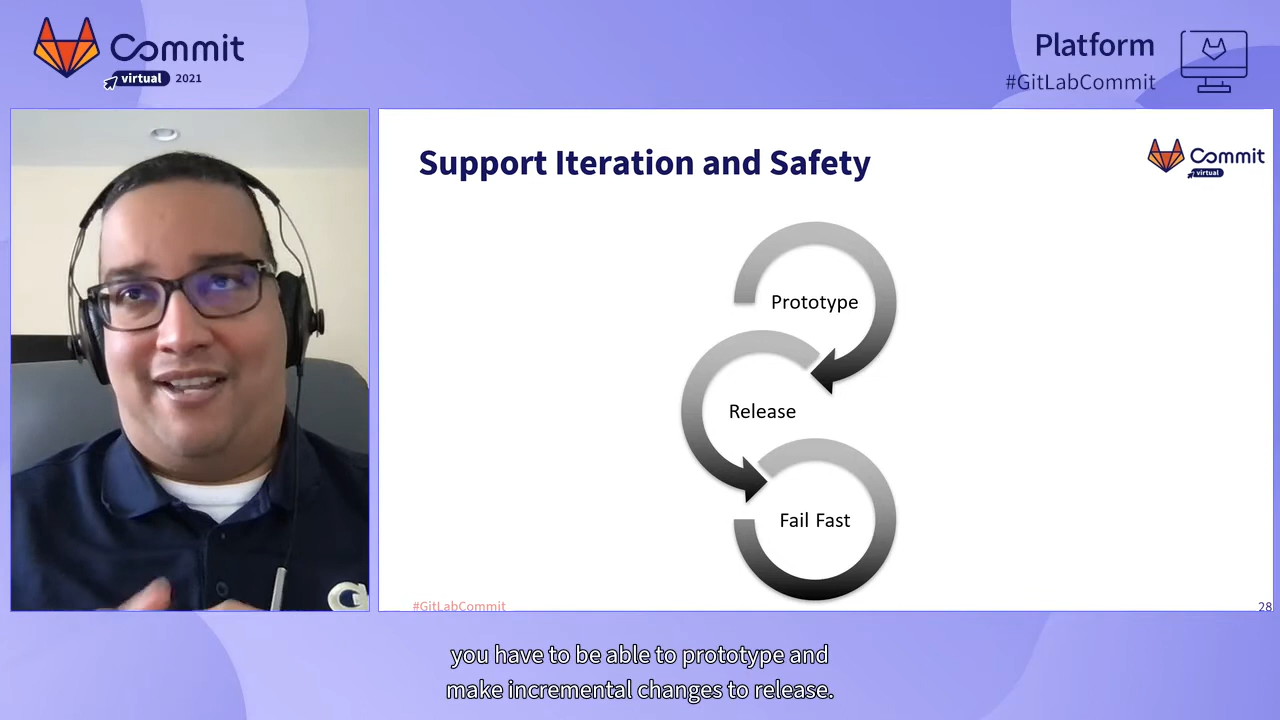 Commit
virtual 2021
Platform
#GitLabCommit
Support Iteration and Safety
Commit
virtual
Prototype
Release
Fail Fast
#GitLabCommit
28
you have to be able to prototype and
make incremental changes to release.